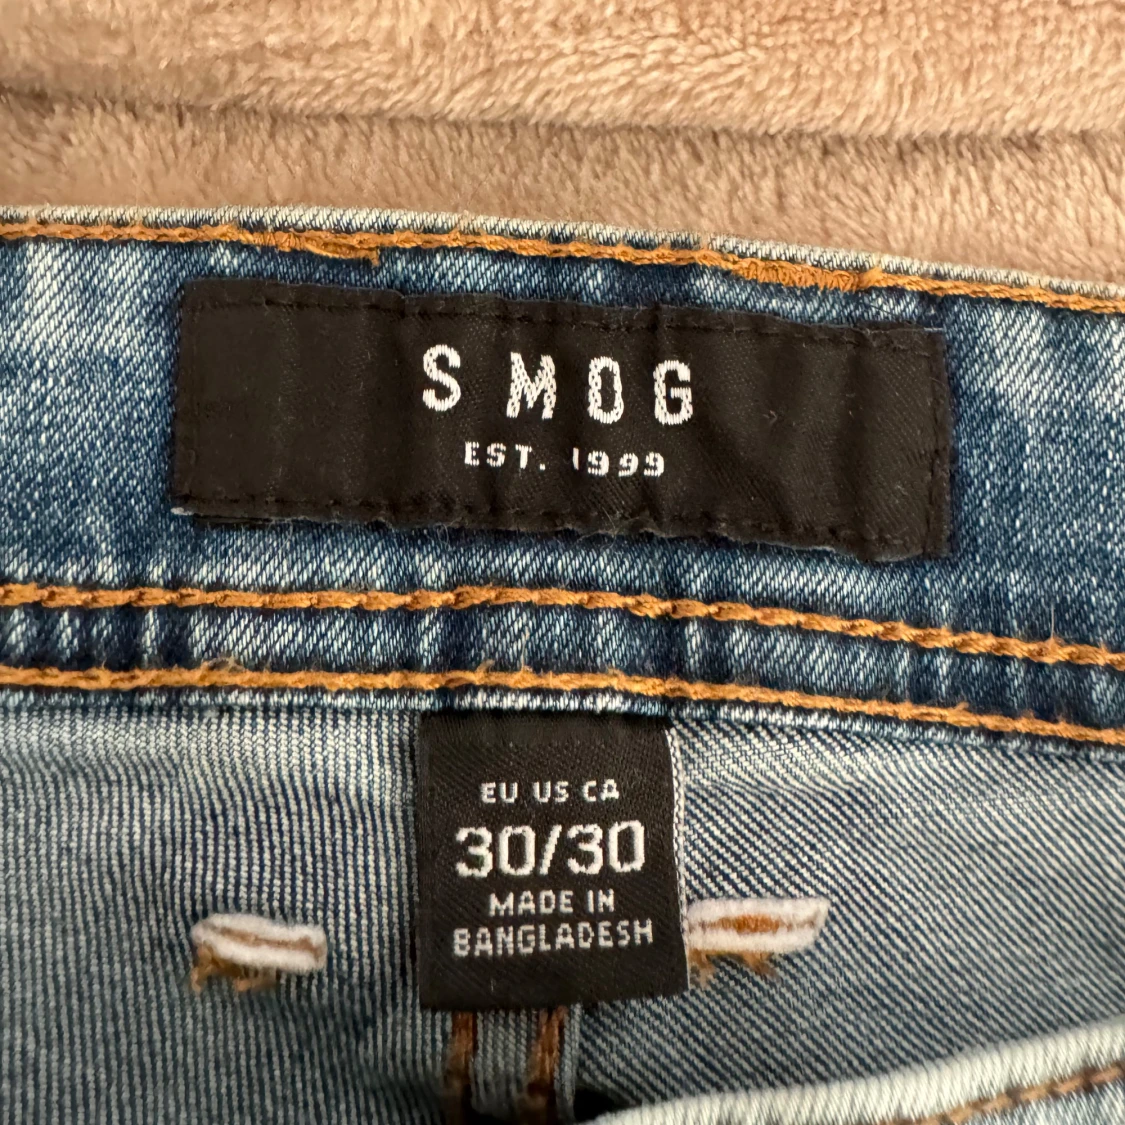 SMOG
EST. 1999
EU US CA
30/30
MADE IN
BANGLADESH